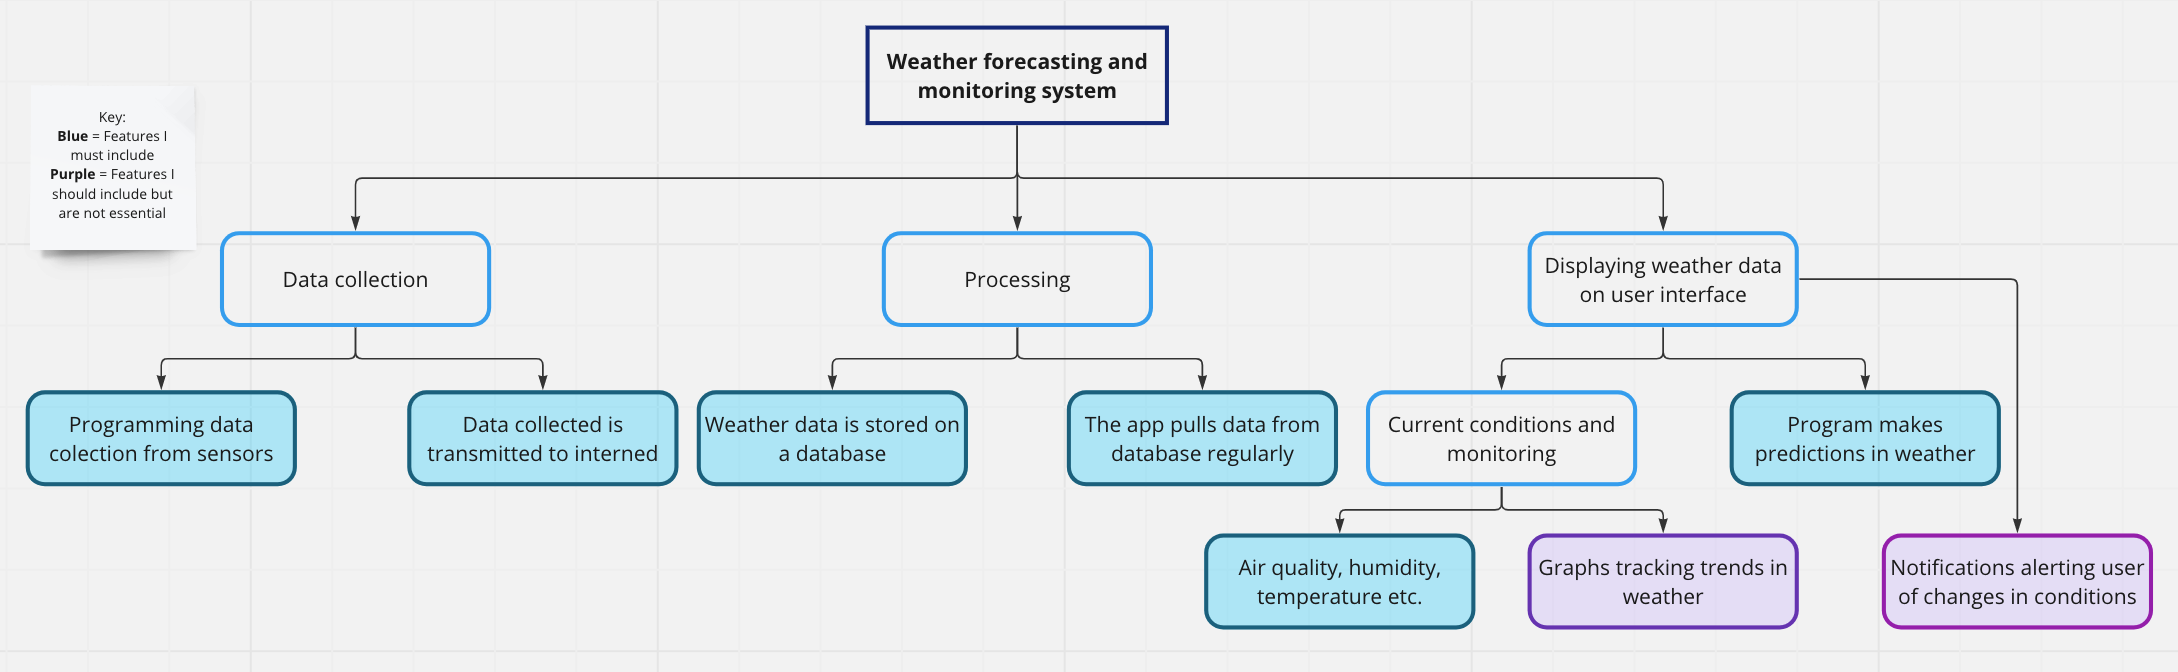 Weather forecasting and
monitoring system
Key:
Blue = Features I
must include
Purple = Features I
should include but
are not essential
Data collection
Processing
Displaying weather data
on user interface
Programming data
colection from sensors
Data collected is
transmitted to interned
Weather data is stored on
a database
The app pulls data from
database regularly
Current conditions and
monitoring
Program makes
predictions in weather
Air quality, humidity,
temperature etc.
Graphs tracking trends in
weather
Notifications alerting user
of changes in conditions